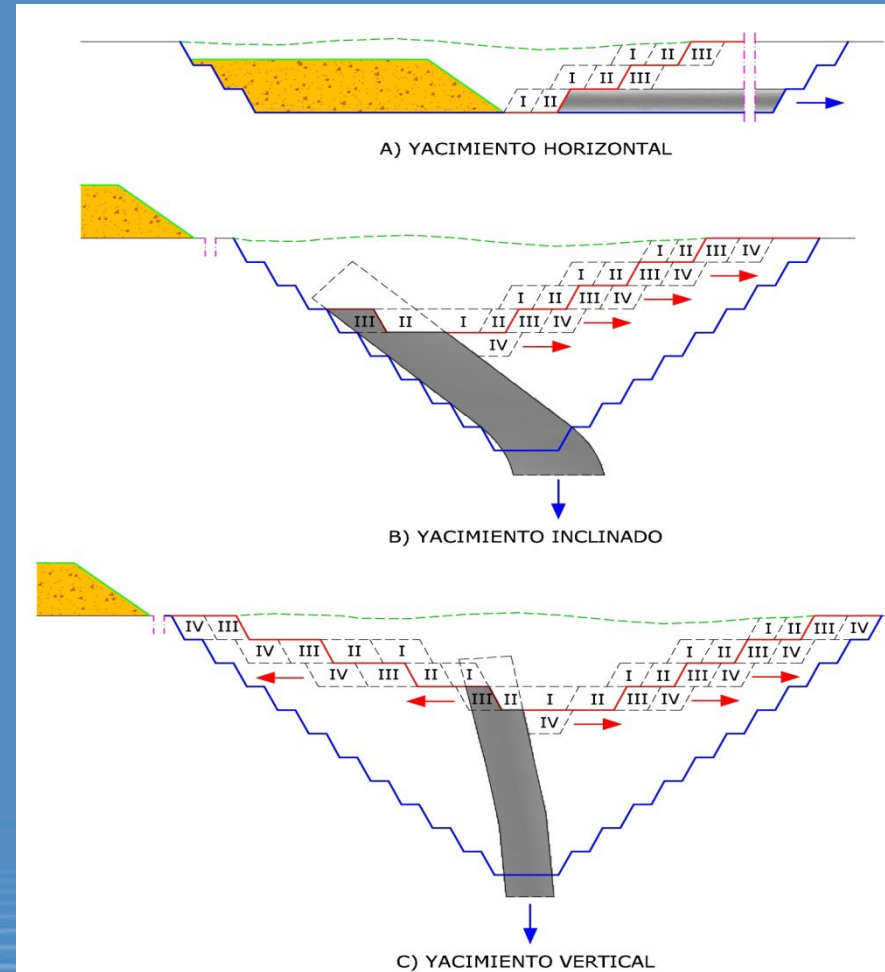 I II III
I II III
I II
A) YACIMIENTO HORIZONTAL
I II III IV
I II III IV
III II I II III IV
IV
B) YACIMIENTO INCLINADO
IV III I II III IV
IV III II I I II III IV
IV III II I I II III IV
III II I II III IV
IV
C) YACIMIENTO VERTICAL